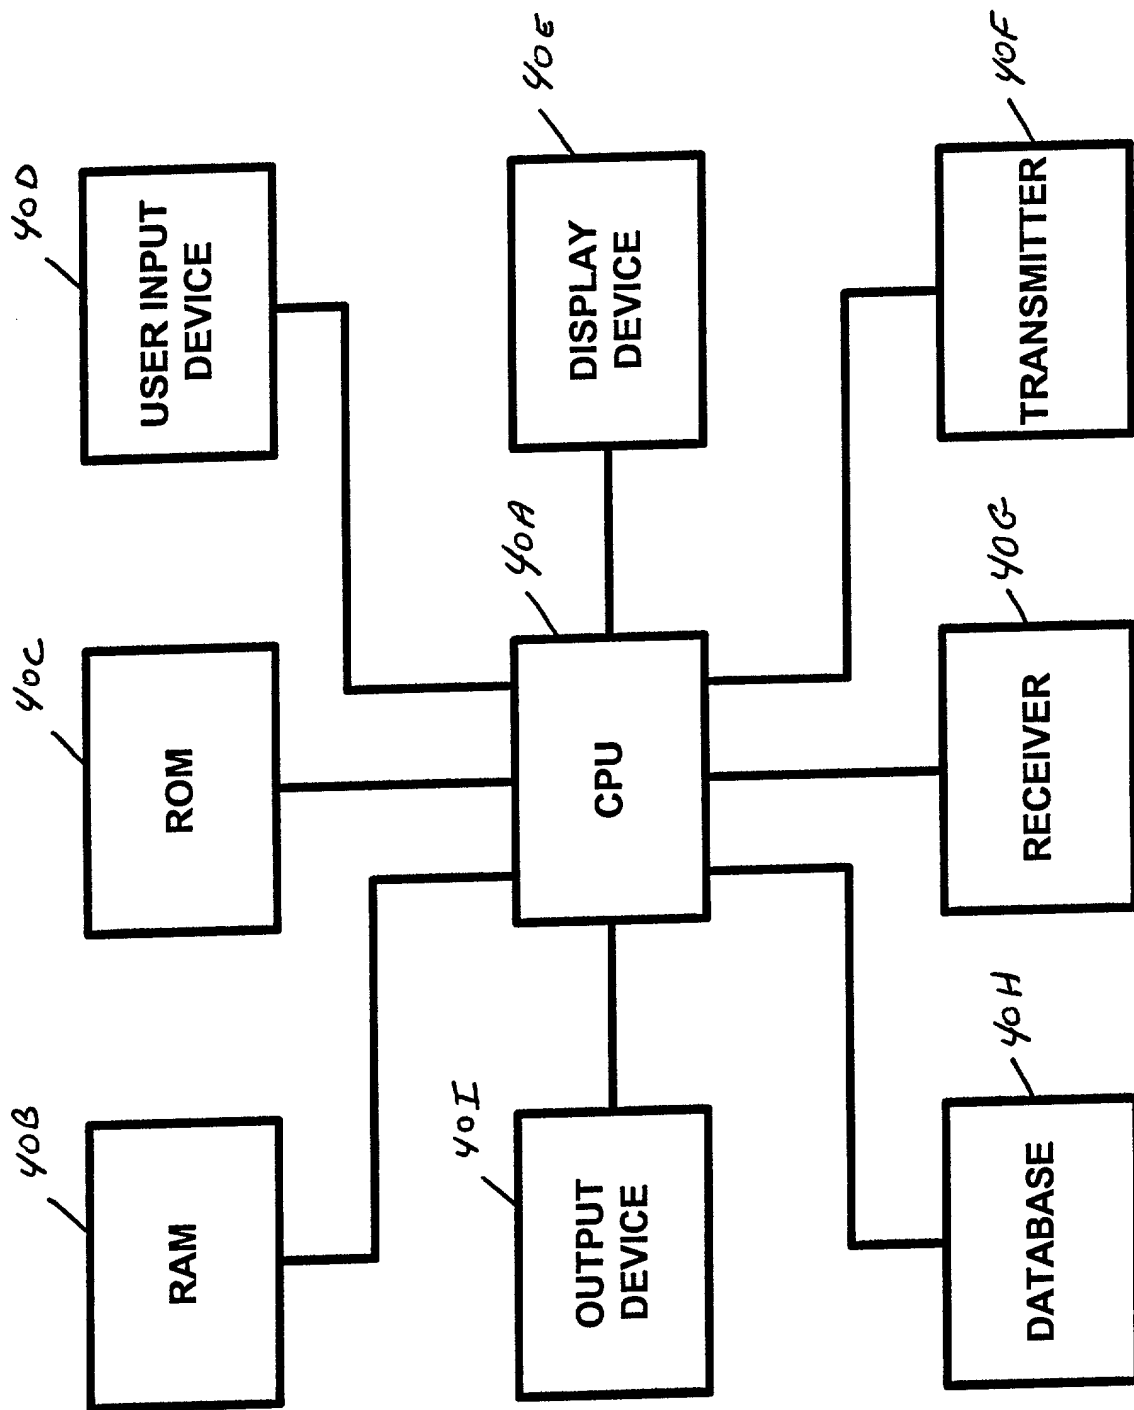 40B
RAM
40C
ROM
40D
USER INPUT
DEVICE
40I
OUTPUT
DEVICE
40A
CPU
40E
DISPLAY
DEVICE
40H
DATABASE
40G
RECEIVER
40F
TRANSMITTER